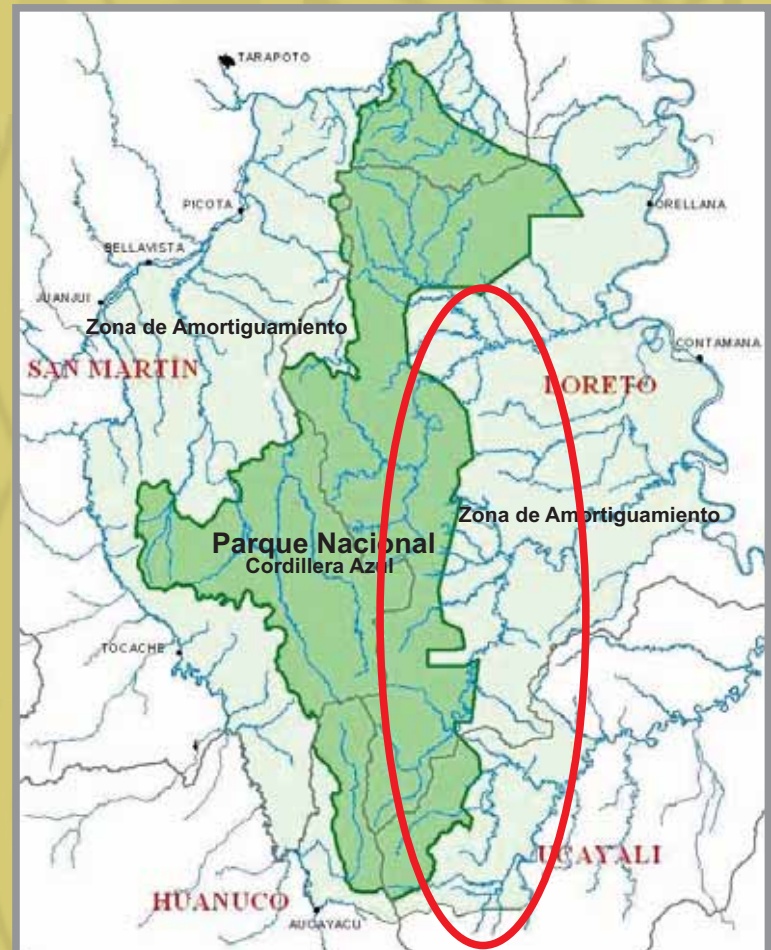 TARAPOTO
PICOTA
ORELLANA
BELLAVISTA
JUANJUI
Zona de Amortiguamiento
CONTAMANA
SAN MARTÍN
LORETO
Zona de Amortiguamiento
Parque Nacional
Cordillera Azul
TOCACHE
UCAYALI
HUANUCO
AUCAYACU